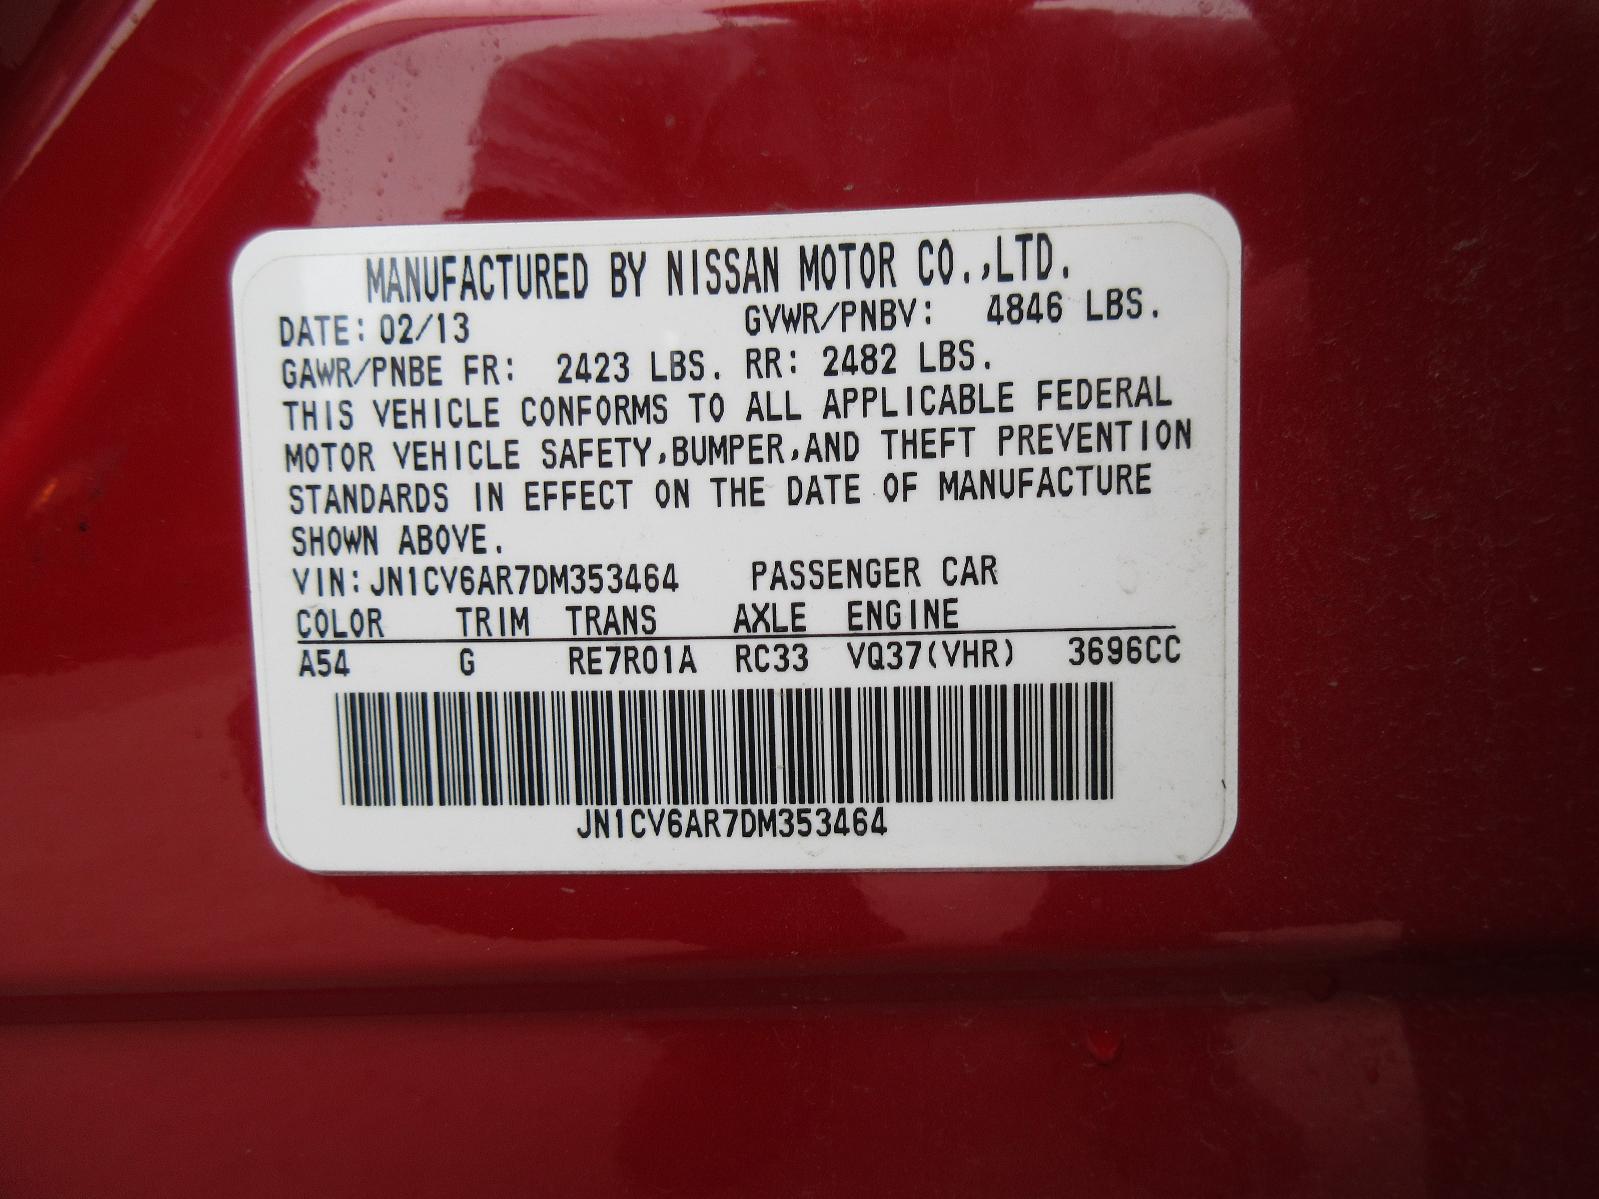 MANUFACTURED BY NISSAN MOTOR CO.,LTD.
DATE: 02/13 GVWR/PNBV: 4846 LBS.
GAWR/PNBE FR: 2423 LBS. RR: 2482 LBS.
THIS VEHICLE CONFORMS TO ALL APPLICABLE FEDERAL
MOTOR VEHICLE SAFETY,BUMPER,AND THEFT PREVENTION
STANDARDS IN EFFECT ON THE DATE OF MANUFACTURE
SHOWN ABOVE.
VIN:JN1CV6AR7DM353464 PASSENGER CAR
COLOR TRIM TRANS AXLE ENGINE
A54 G RE7R01A RC33 VQ37(VHR) 3696CC
JN1CV6AR7DM353464